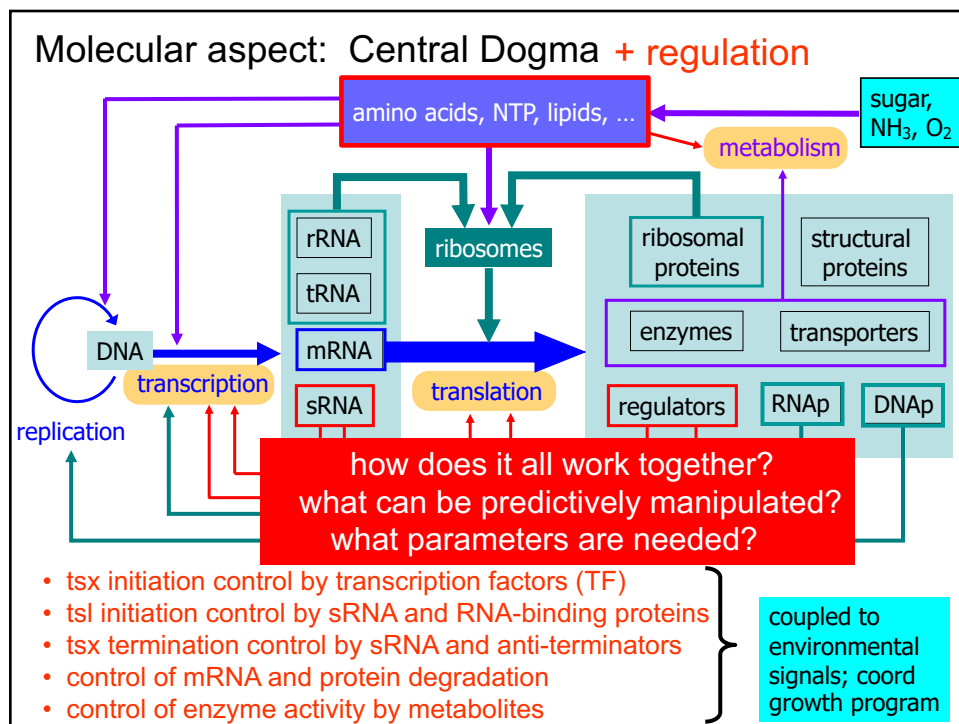 Molecular aspect: Central Dogma + regulation
amino acids, NTP, lipids, …
sugar,
NH3, O2
metabolism
rRNA
tRNA
mRNA
sRNA
ribosomes
ribosomal
proteins
structural
proteins
enzymes
transporters
DNA
transcription
translation
regulators
RNAp
DNAp
replication
how does it all work together?
what can be predictively manipulated?
what parameters are needed?
• tsx initiation control by transcription factors (TF)
• tsl initiation control by sRNA and RNA-binding proteins
• tsx termination control by sRNA and anti-terminators
• control of mRNA and protein degradation
• control of enzyme activity by metabolites
coupled to
environmental
signals; coord
growth program